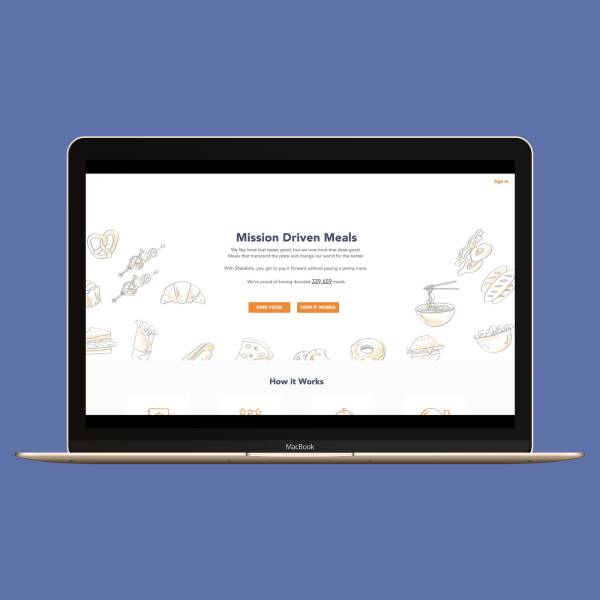 Sign in
Mission Driven Meals
We like food that tastes good, but we love food that does good.
Meals that transcend the plate and change our world for the better.
With Sharebite, you get to pay it forward without paying a penny more.
We're proud of having donated 339,659 meals.
FIND FOOD HOW IT WORKS
How it Works
MacBook